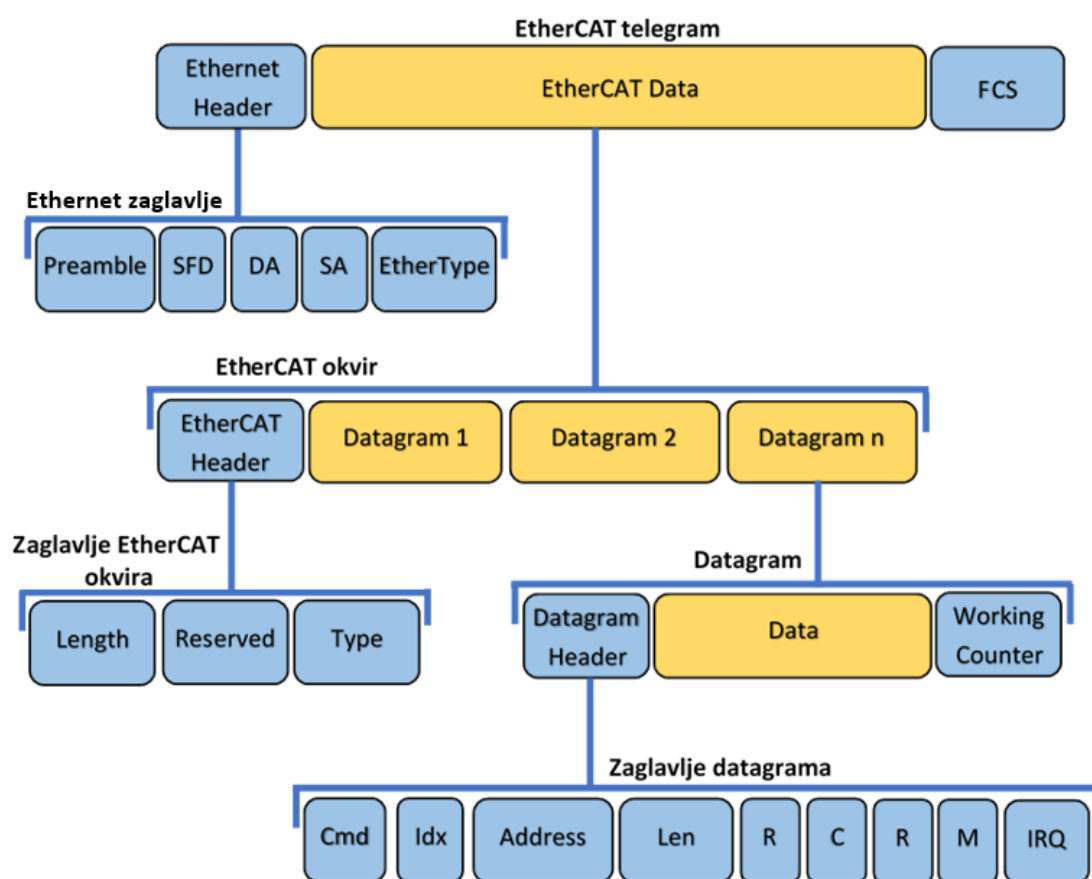 EtherCAT telegram
Ethernet
Header
EtherCAT Data
FCS
Ethernet zaglavlje
Preamble
SFD
DA
SA
EtherType
EtherCAT okvir
EtherCAT
Header
Datagram 1
Datagram 2
Datagram n
Zaglavlje EtherCAT
okvira
Length
Reserved
Type
Datagram
Datagram
Header
Data
Working
Counter
Zaglavlje datagrama
Cmd
Idx
Address
Len
R
C
R
M
IRQ